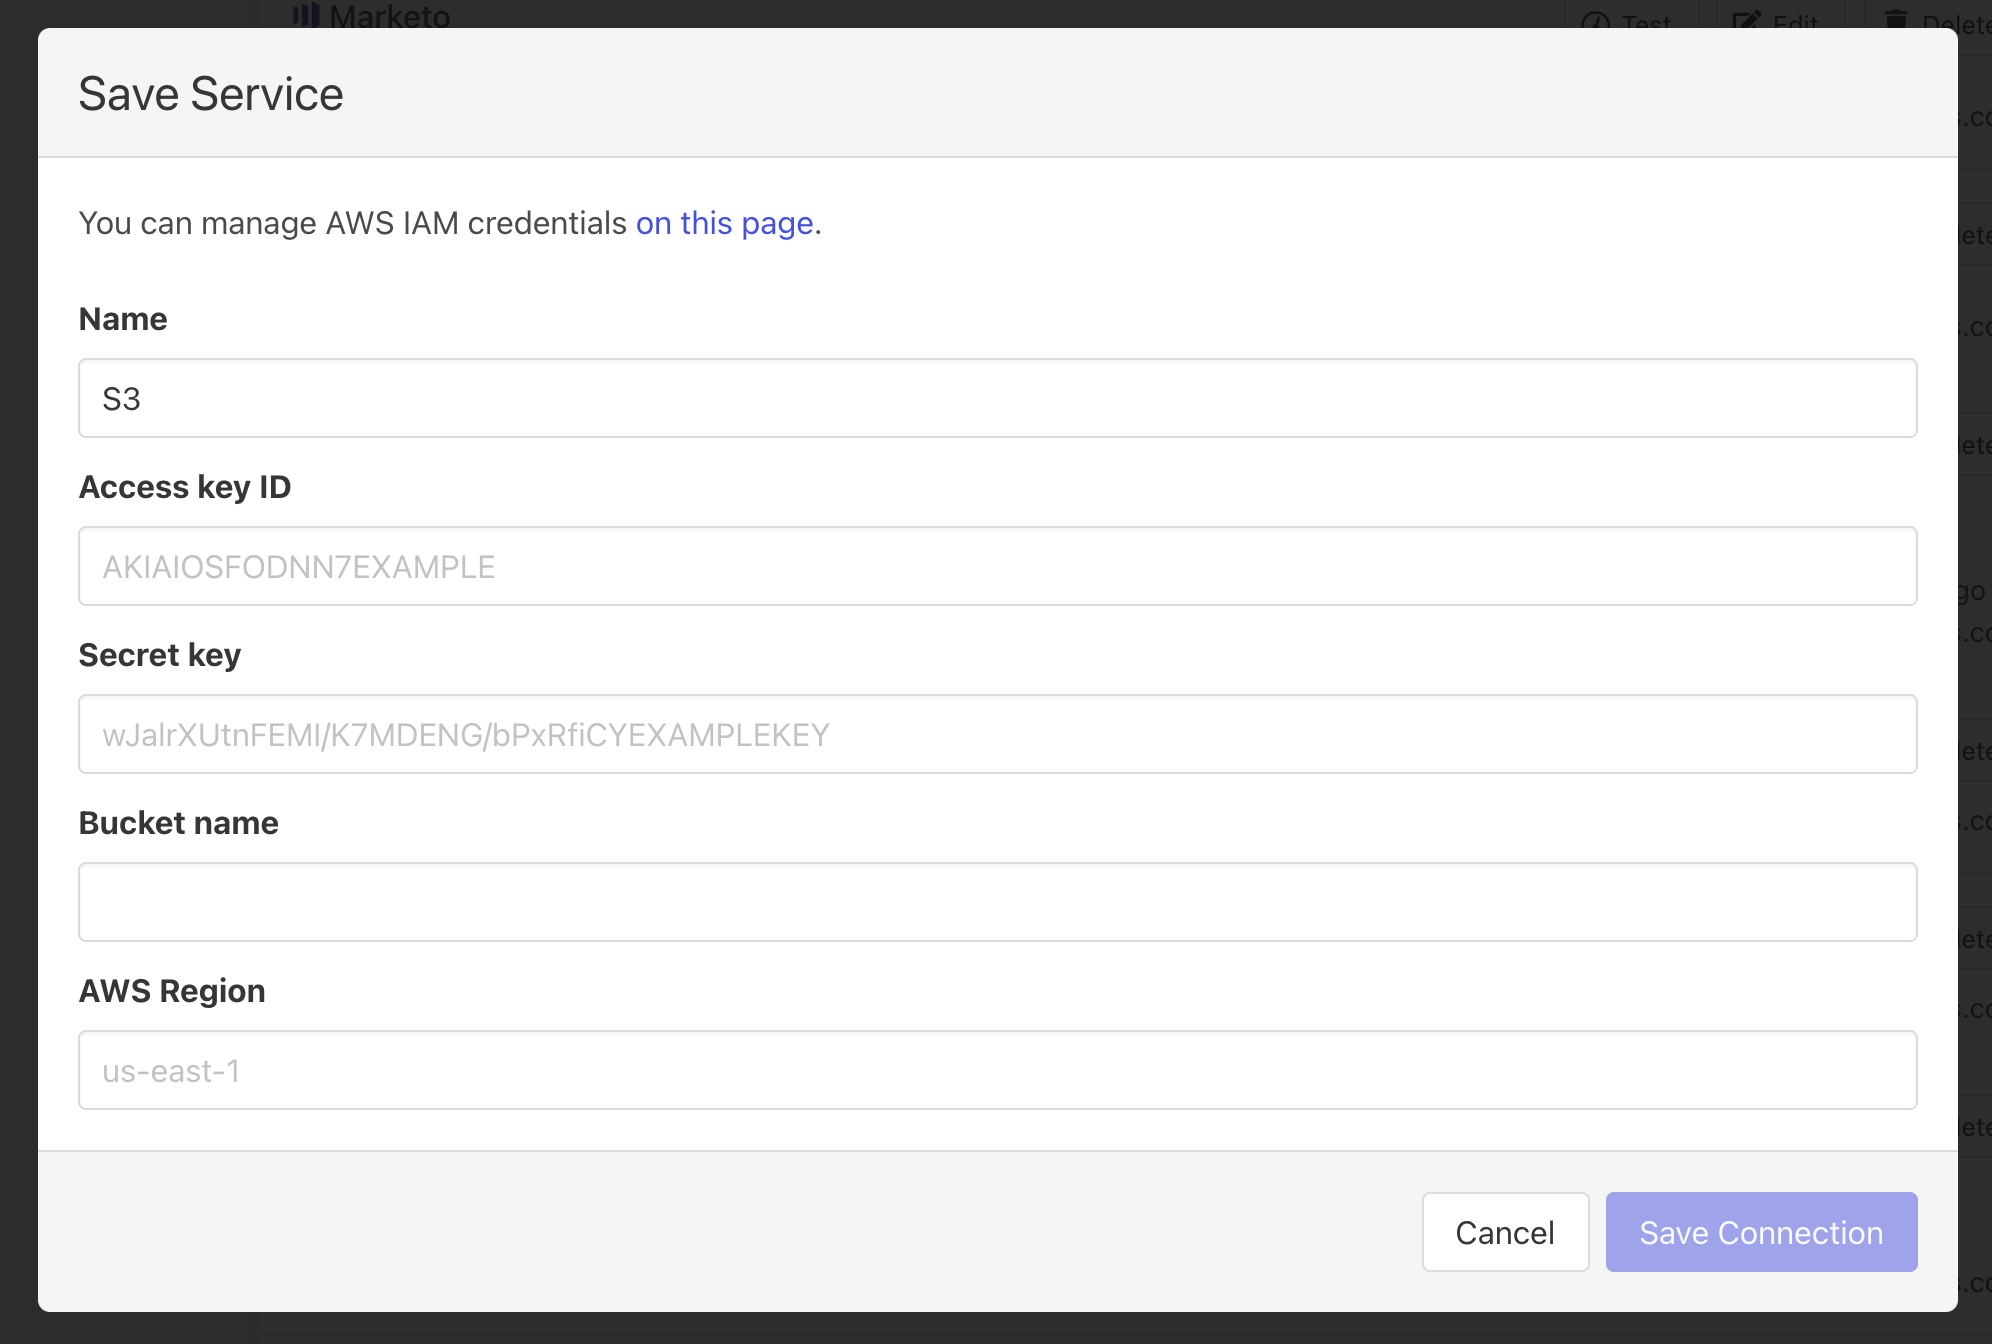 Marketo
Test
Edit
Delete
Save Service
You can manage AWS IAM credentials on this page.
Name
S3
Access key ID
AKIAIOSFODNN7EXAMPLE
Secret key
wJalrXUtnFEMI/K7MDENG/bPxRfiCYEXAMPLEKEY
Bucket name
AWS Region
us-east-1
Cancel
Save Connection